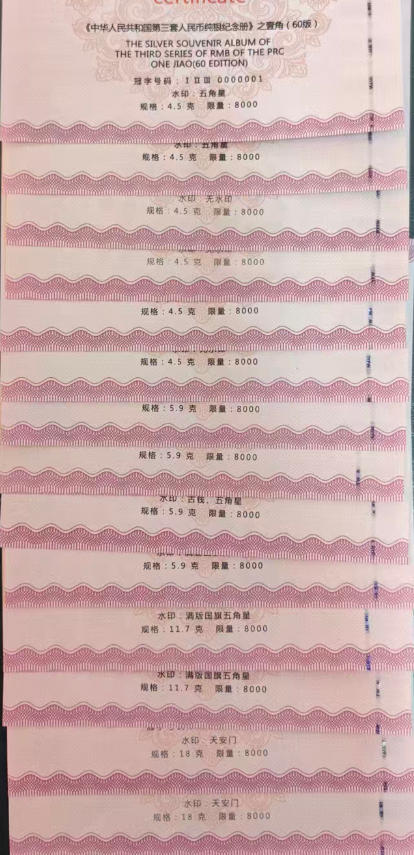 certificate
《中华人民共和国第三套人民币纯银纪念册》之壹角（60版）
THE SILVER SOUVENIR ALBUM OF
THE THIRD SERIES OF RMB OF THE PRC
ONE JIAO(60 EDITION)
冠字号码：I II III 0000001
水印：五角星
规格：4.5 克 限量：8000
水印：五角星
规格：4.5 克 限量：8000
水印：无水印
规格：4.5 克 限量：8000
规格：4.5 克 限量：8000
规格：4.5 克 限量：8000
规格：4.5 克 限量：8000
规格：5.9 克 限量：8000
规格：5.9 克 限量：8000
水印：古钱、五角星
规格：5.9 克 限量：8000
规格：5.9 克 限量：8000
水印：满版国旗五角星
规格：11.7 克 限量：8000
水印：满版国旗五角星
规格：11.7 克 限量：8000
水印：天安门
规格：18 克 限量：8000
水印：天安门
规格：18 克 限量：8000